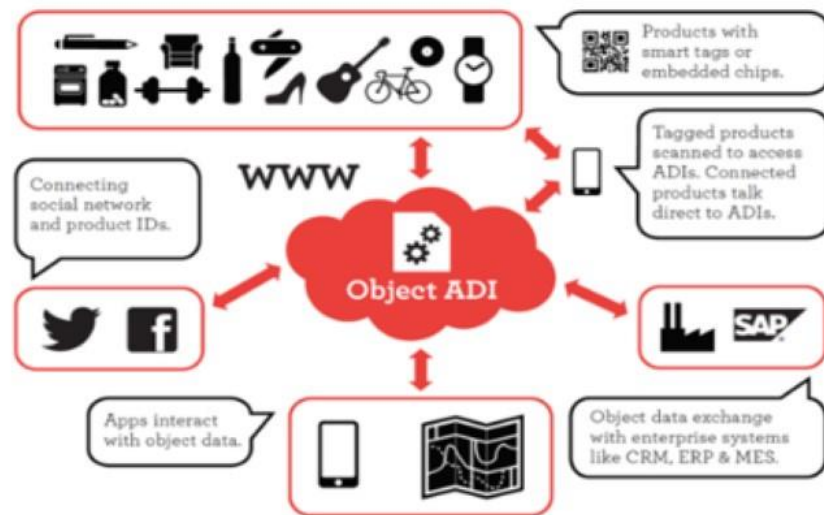 Products with
smart tags or
embedded chips.
Tagged products
scanned to access
ADIs. Connected
products talk
direct to ADIs.
WWW
Connecting
social network
and product IDs.
Object ADI
SAP
Apps interact
with object data.
Object data exchange
with enterprise systems
like CRM, ERP & MES.